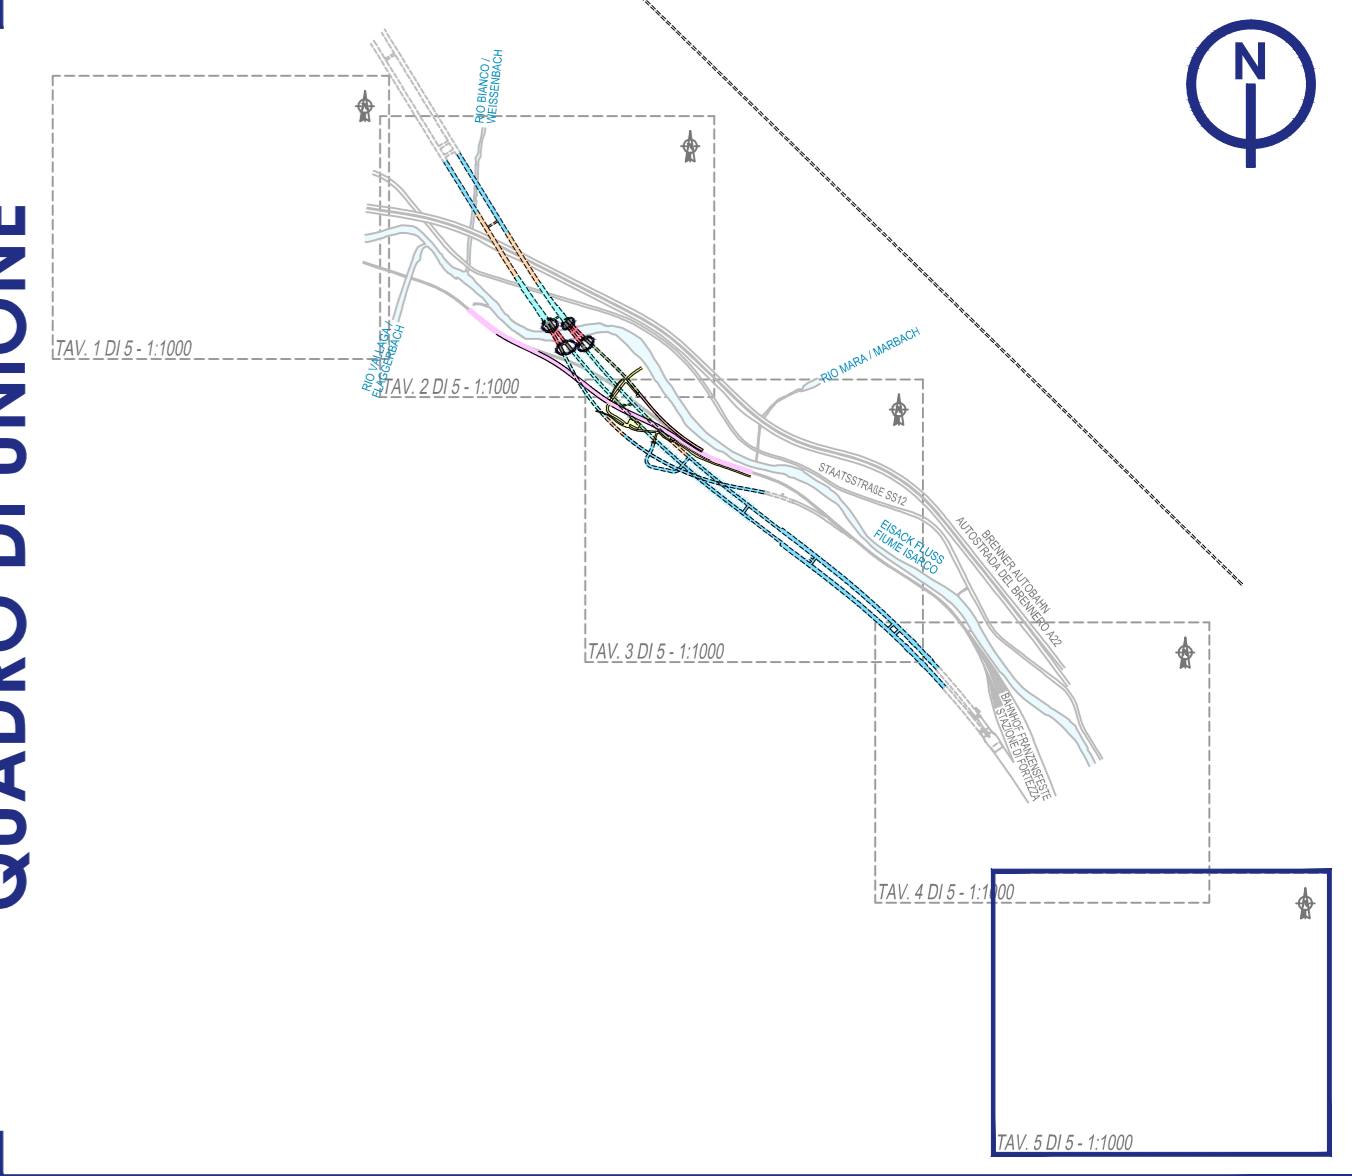 QUADRO DI UNIONE
N
RIO BIANCO /
WEISSENBACH
TAV. 1 DI 5 - 1:1000
RIO VALLAGA /
FLAGGERBACH
TAV. 2 DI 5 - 1:1000
RIO MARA / MARBACH
STAATSSTRAßE SS12
EISACK FLUSS
FIUME ISARCO
BRENNER AUTOBAHN
AUTOSTRADA DEL BRENNERO A22
TAV. 3 DI 5 - 1:1000
BAHNHOF FRANZENSFESTE
STAZIONE DI FORTEZZA
TAV. 4 DI 5 - 1:1000
TAV. 5 DI 5 - 1:1000